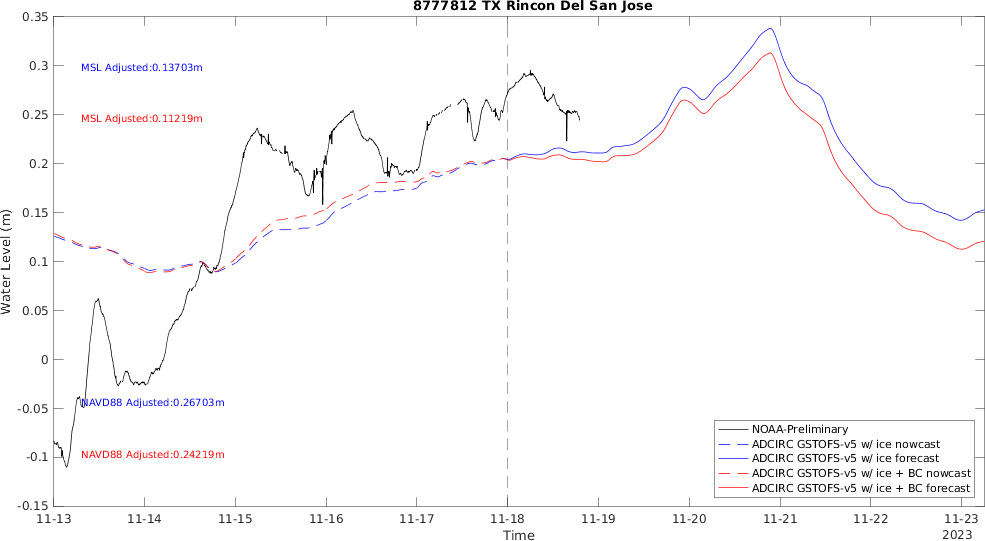 8777812 TX Rincon Del San Jose
0.35
0.3
0.25
0.2
0.15
0.1
0.05
0
-0.05
-0.1
-0.15
Water Level (m)
MSL Adjusted:0.13703m
MSL Adjusted:0.11219m
NAVD88 Adjusted:0.26703m
NAVD88 Adjusted:0.24219m
NOAA-Preliminary
ADCIRC GSTOFS-v5 w/ ice nowcast
ADCIRC GSTOFS-v5 w/ ice forecast
ADCIRC GSTOFS-v5 w/ ice + BC nowcast
ADCIRC GSTOFS-v5 w/ ice + BC forecast
11-13 11-14 11-15 11-16 11-17 11-18 11-19 11-20 11-21 11-22 11-23
Time
2023